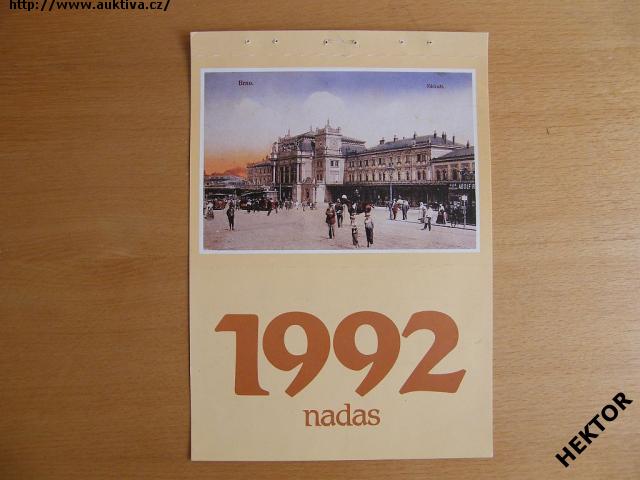 http://www.auktiva.cz/
Brno.
Nádraží.
1992
nadas
HEKTOR